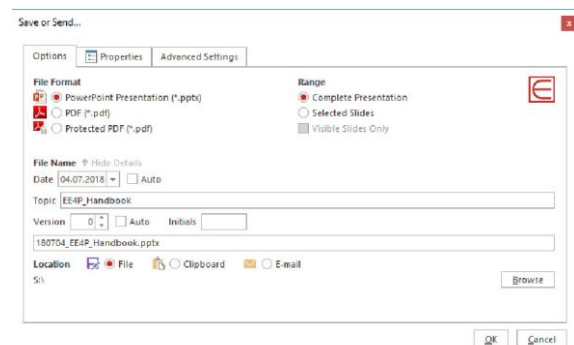 Save or Send...
x
Options Properties Advanced Settings
File Format Range
PowerPoint Presentation (*.pptx) Complete Presentation
PDF (*.pdf) Selected Slides
Protected PDF (*.pdf) Visible Slides Only
File Name ↑ Hide Details
Date 04.07.2018 Auto
Topic EE4P_Handbook
Version 0 Auto Initials
180704_EE4P_Handbook.pptx
Location File Clipboard E-mail
S:\ Browse
OK Cancel